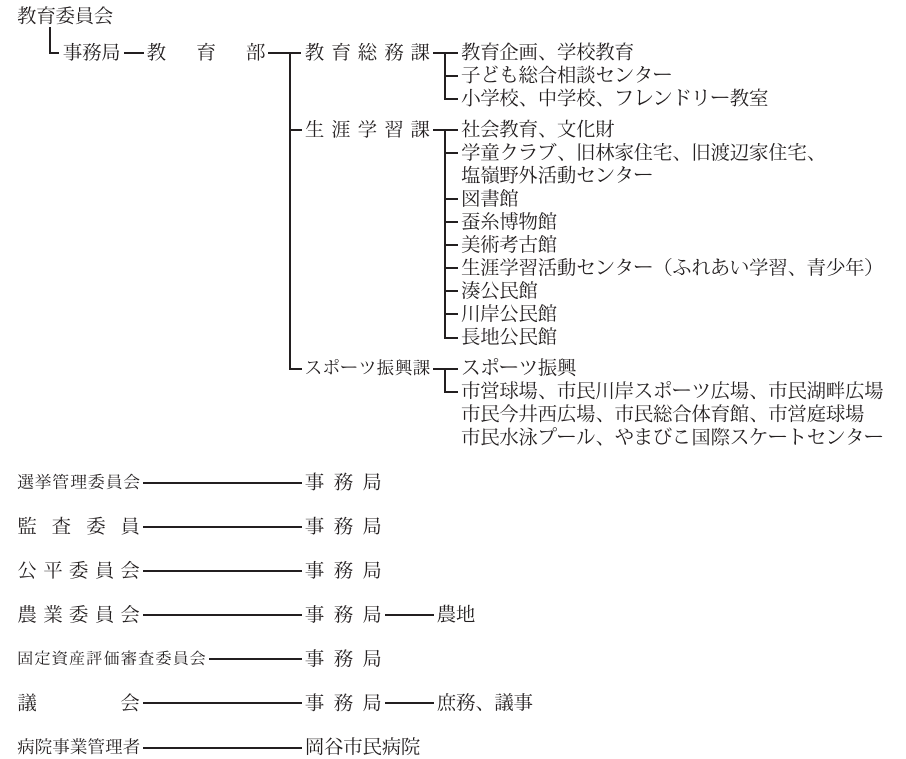 教育委員会
事務局 教育部 教育総務課 教育企画、学校教育
子ども総合相談センター
小学校、中学校、フレンドリー教室
生涯学習課 社会教育、文化財
学童クラブ、旧林家住宅、旧渡辺家住宅、
塩嶺野外活動センター
図書館
蚕糸博物館
美術考古館
生涯学習活動センター（ふれあい学習、青少年）
湊公民館
川岸公民館
長地公民館
スポーツ振興課 スポーツ振興
市営球場、市民川岸スポーツ広場、市民湖畔広場
市民今井西広場、市民総合体育館、市営庭球場
市民水泳プール、やまびこ国際スケートセンター
選挙管理委員会 事務局
監査委員 事務局
公平委員会 事務局
農業委員会 事務局 農地
固定資産評価審査委員会 事務局
議会 事務局 庶務、議事
病院事業管理者 岡谷市民病院